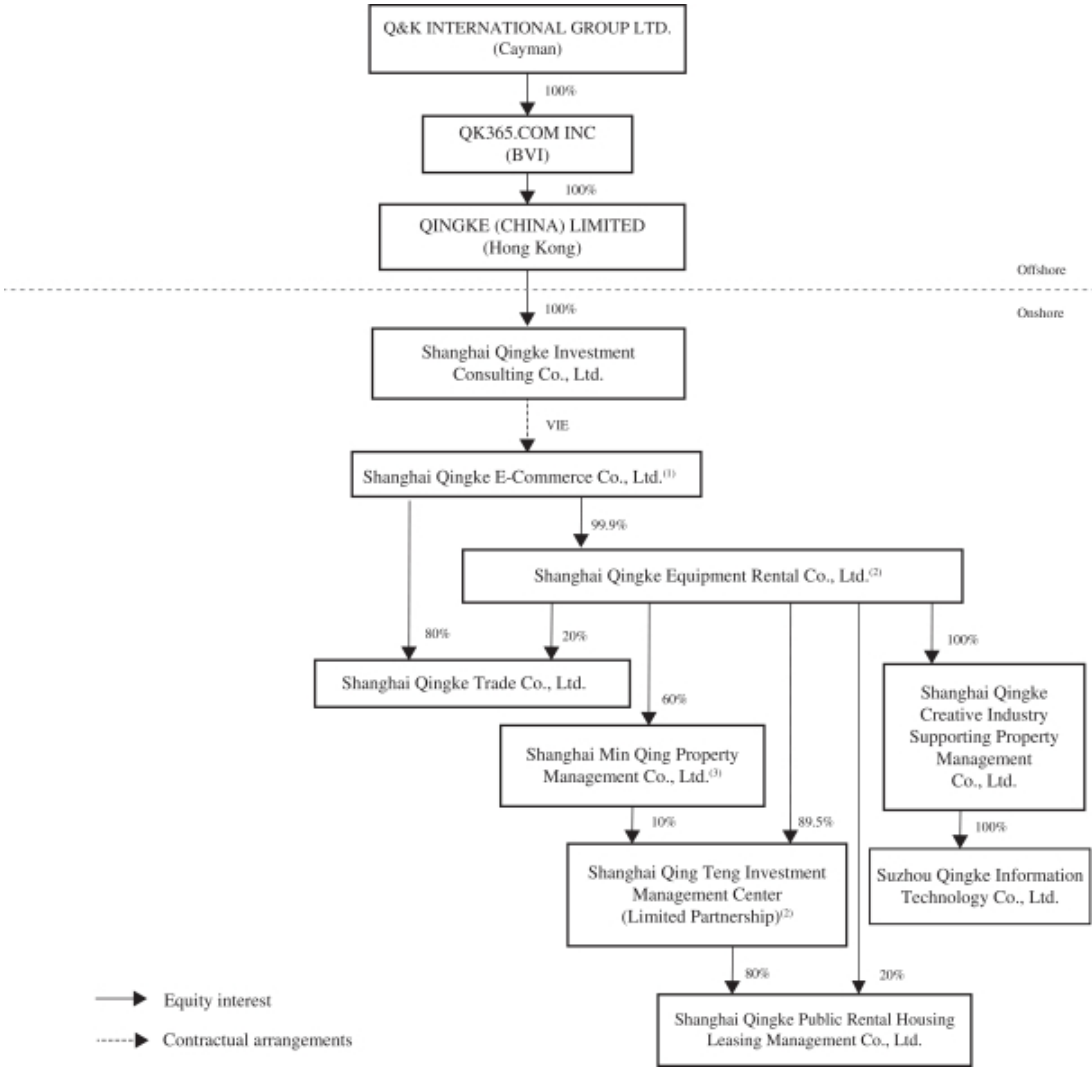 Q&K INTERNATIONAL GROUP LTD.
(Cayman)
100%
QK365.COM INC
(BVI)
100%
QINGKE (CHINA) LIMITED
(Hong Kong)
Offshore
100%
Onshore
Shanghai Qingke Investment
Consulting Co., Ltd.
VIE
Shanghai Qingke E-Commerce Co., Ltd.(1)
99.9%
Shanghai Qingke Equipment Rental Co., Ltd.(2)
80%
20%
100%
Shanghai Qingke Trade Co., Ltd.
60%
Shanghai Qingke
Creative Industry
Supporting Property
Management
Co., Ltd.
Shanghai Min Qing Property
Management Co., Ltd.(3)
10%
89.5%
100%
Shanghai Qing Teng Investment
Management Center
(Limited Partnership)(2)
Suzhou Qingke Information
Technology Co., Ltd.
80%
20%
Equity interest
Shanghai Qingke Public Rental Housing
Leasing Management Co., Ltd.
Contractual arrangements